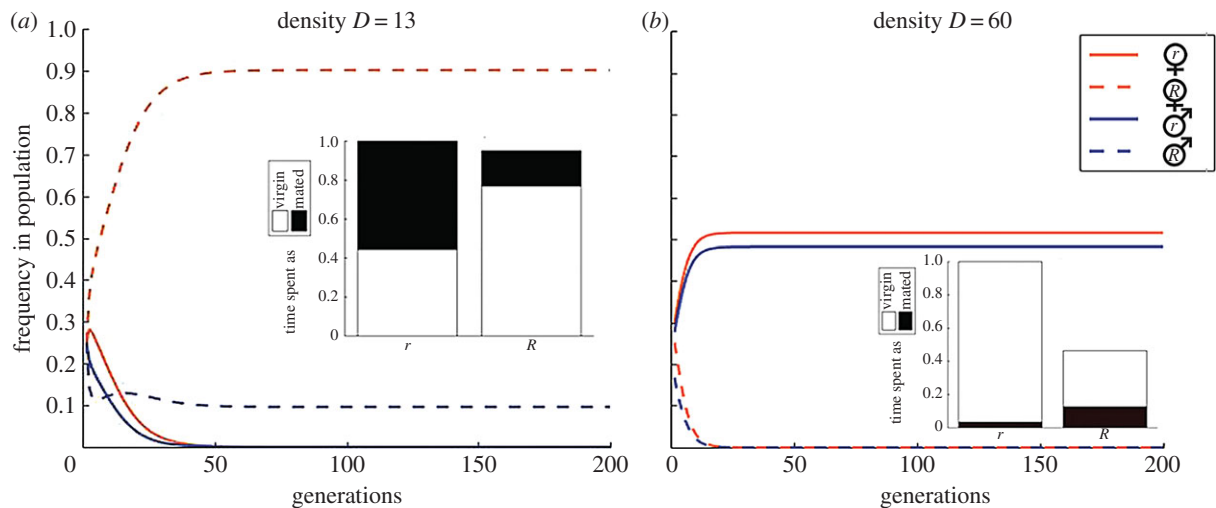 (a) density D = 13
(b) density D = 60
frequency in population
1.0
0.9
0.8
0.7
0.6
0.5
0.4
0.3
0.2
0.1
0 50 100 150 200
generations
time spent as
virgin
mated
1.0
0.8
0.6
0.4
0.2
0
r R
0 50 100 150 200
generations
time spent as
virgin
mated
1.0
0.8
0.6
0.4
0.2
0
r R
r
R
r
R